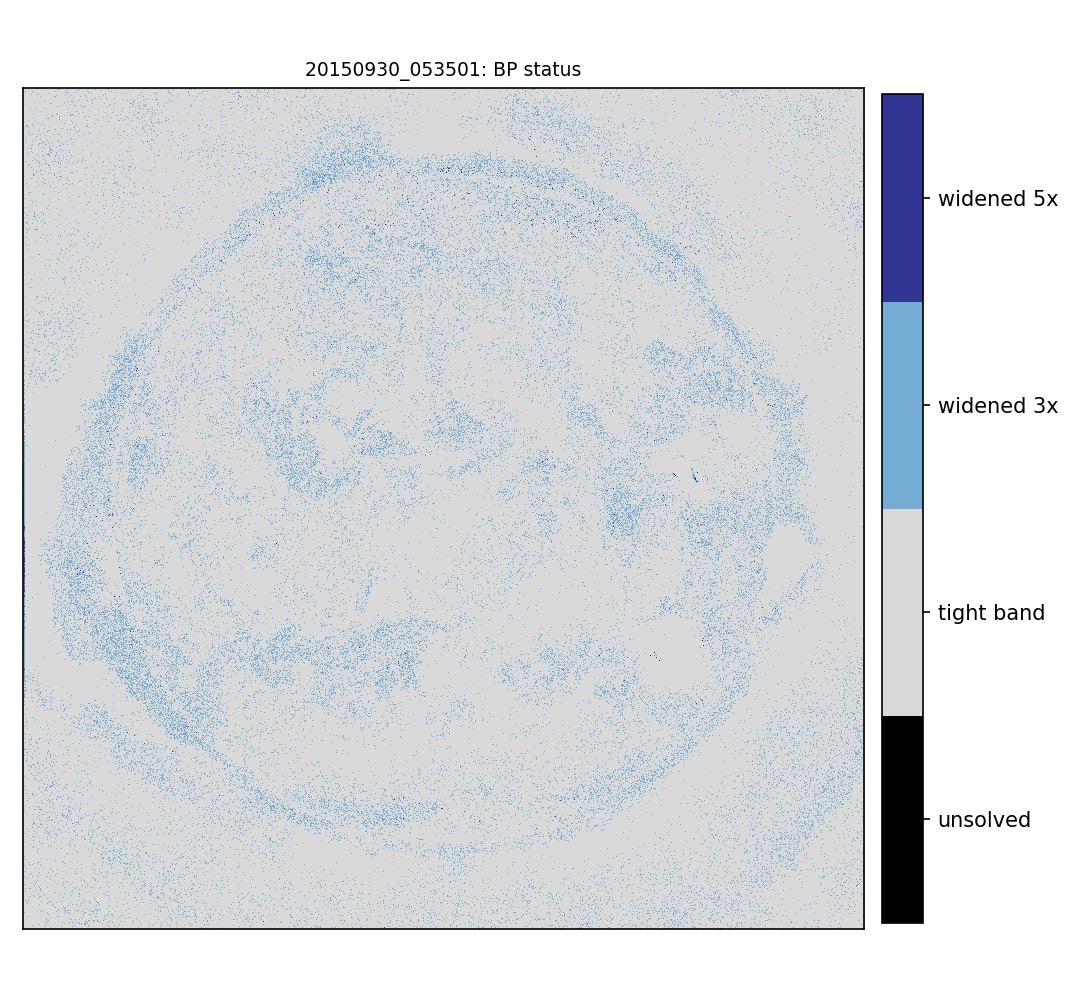 20150930_053501: BP status
widened 5x
widened 3x
tight band
unsolved